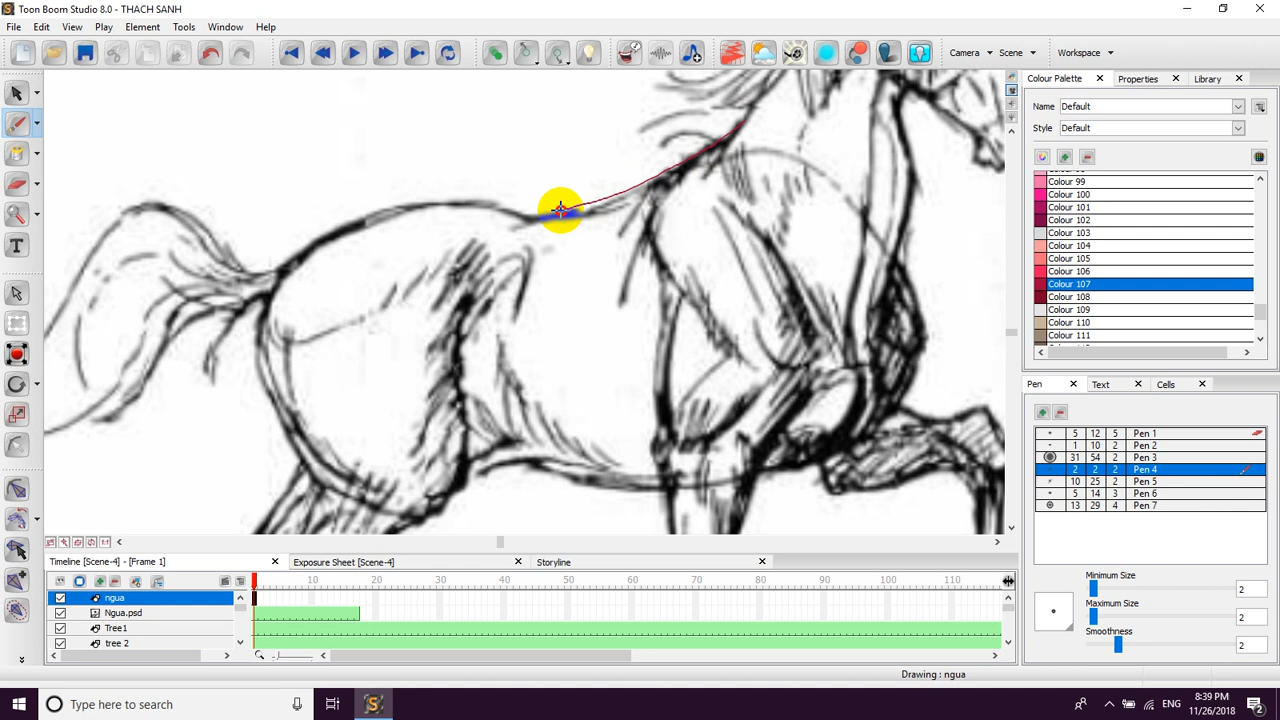 Toon Boom Studio 8.0 - THACH SANH
File Edit View Play Element Tools Window Help
Camera Scene Workspace
Colour Palette Properties Library
Name Default
Style Default
Colour 99
Colour 100
Colour 101
Colour 102
Colour 103
Colour 104
Colour 105
Colour 106
Colour 107
Colour 108
Colour 109
Colour 110
Colour 111
T
Pen Text Cells
5 12 5 Pen 1
1 10 2 Pen 2
31 54 2 Pen 3
2 2 2 Pen 4
10 25 2 Pen 5
5 14 3 Pen 6
13 29 4 Pen 7
Minimum Size
2
Maximum Size
2
Smoothness
2
Timeline [Scene-4] - [Frame 1] Exposure Sheet [Scene-4] Storyline
10 20 30 40 50 60 70 80 90 100 110
ngua
Ngua.psd
Tree1
tree 2
Drawing : ngua
Type here to search
ENG
8:39 PM
11/26/2018
2